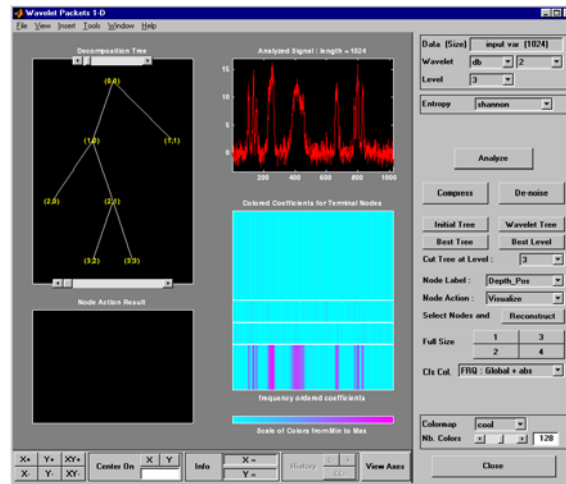 Wavelet Packets 1-D
File View Insert Tools Window Help
Decomposition Tree
(0,0)
(1,0) (1,1)
(2,0) (2,1)
(3,2) (3,3)
Node Action Result
Analyzed Signal : length = 1024
15
10
5
0
200 400 600 800 1000
Colored Coefficients for Terminal Nodes
frequency ordered coefficients
Scale of Colors from Min to Max
Data (Size) input var (1024)
Wavelet db 2
Level 3
Entropy shannon
Analyze
Compress De-noise
Initial Tree Wavelet Tree
Best Tree Best Level
Cut Tree at Level : 3
Node Label : Depth_Pos
Node Action : Visualize
Select Nodes and Reconstruct
Full Size 1 3
2 4
Cfs Col. FRQ : Global + abs
Colormap cool
Nb. Colors 128
Close
X+ Y+ XY+ Center On X Y Info X = History <- -> View Axes
X- Y- XY- Y = <<-